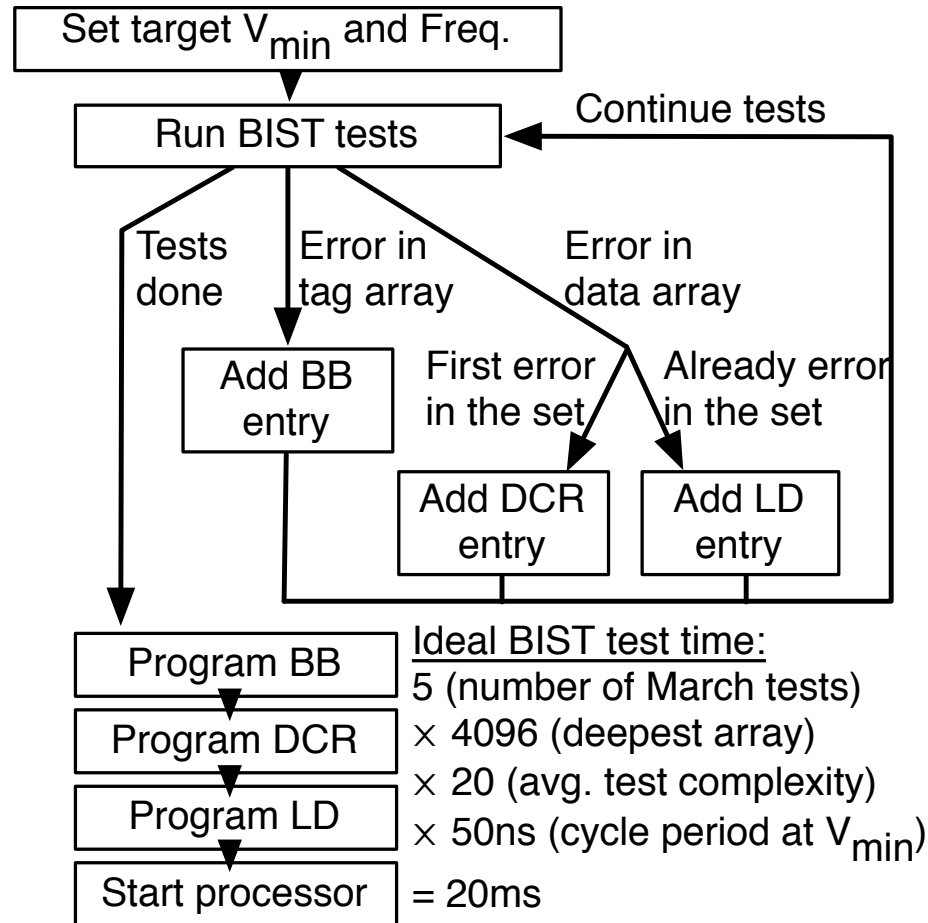 Set target Vmin and Freq.
Run BIST tests
Continue tests
Tests
done
Error in
tag array
Error in
data array
Add BB
entry
First error
in the set
Already error
in the set
Add DCR
entry
Add LD
entry
Program BB
Program DCR
Program LD
Start processor
Ideal BIST test time:
5 (number of March tests)
× 4096 (deepest array)
× 20 (avg. test complexity)
× 50ns (cycle period at Vmin)
= 20ms